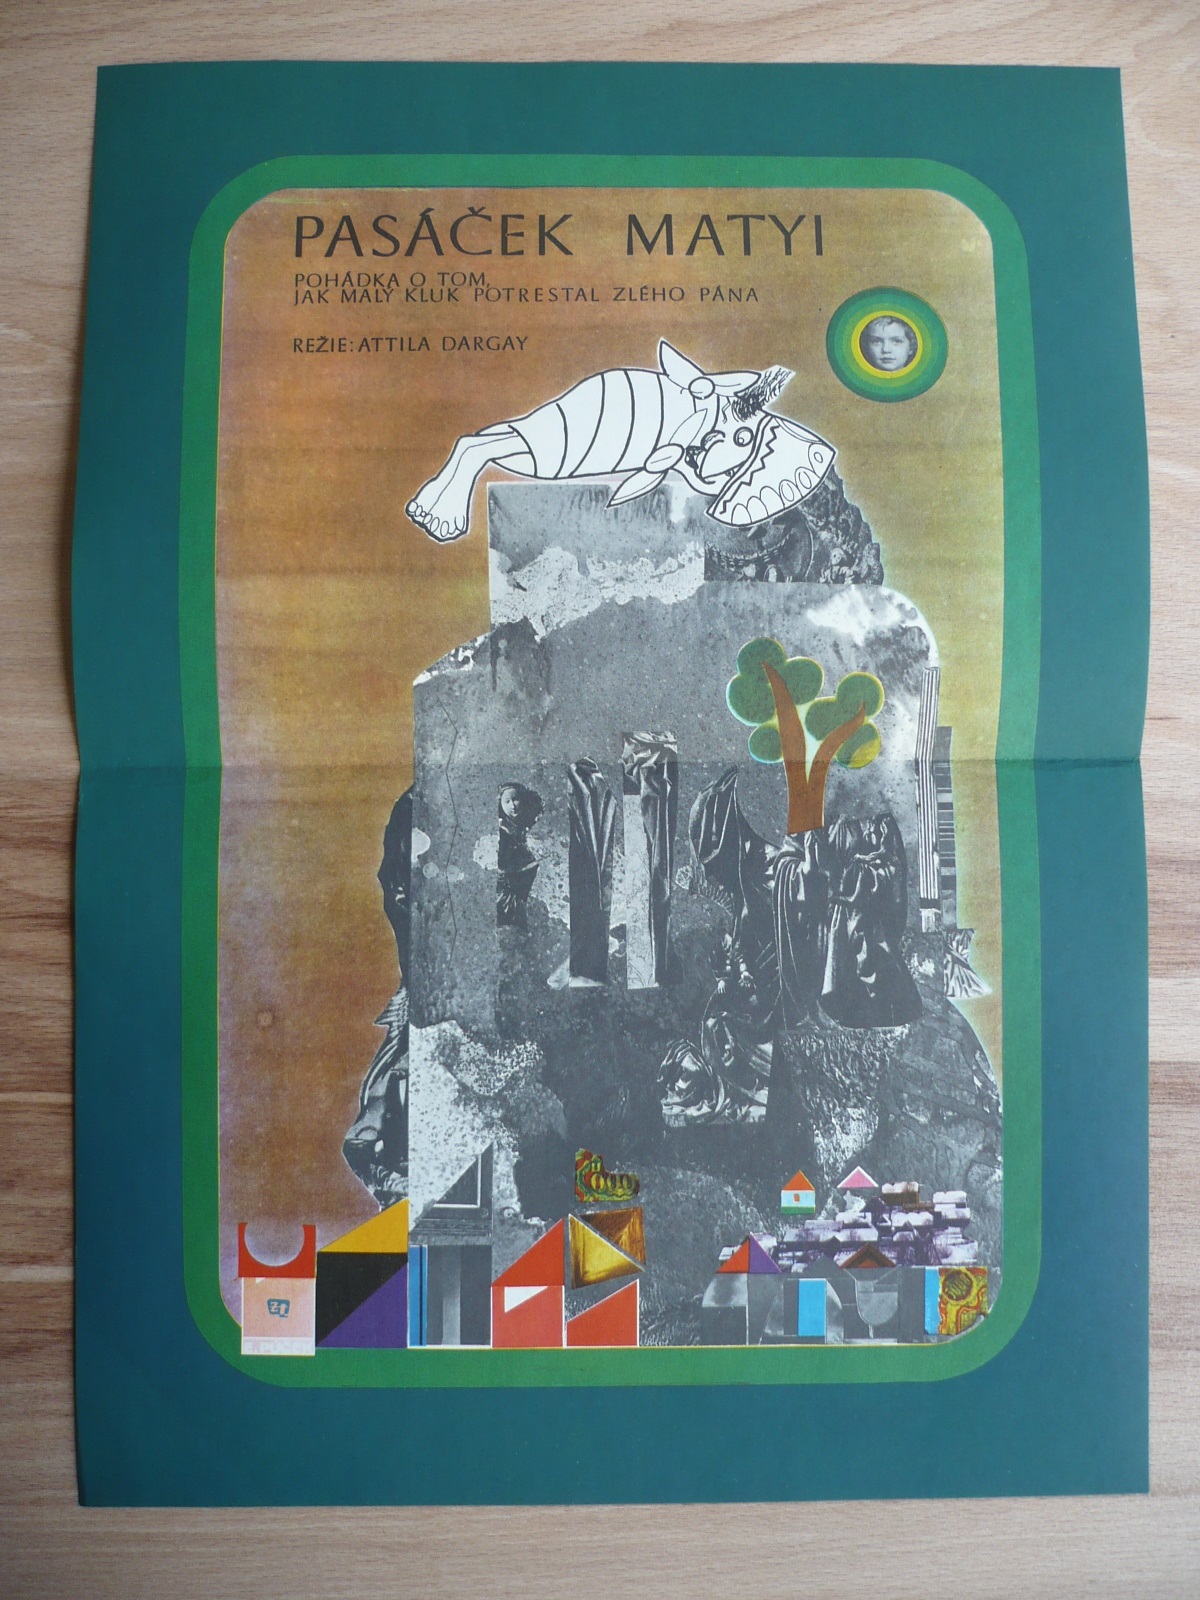 PASÁČEK MATYI
POHÁDKA O TOM,
JAK MALÝ KLUK POTRESTAL ZLÉHO PÁNA
REŽIE: ATTILA DARGAY